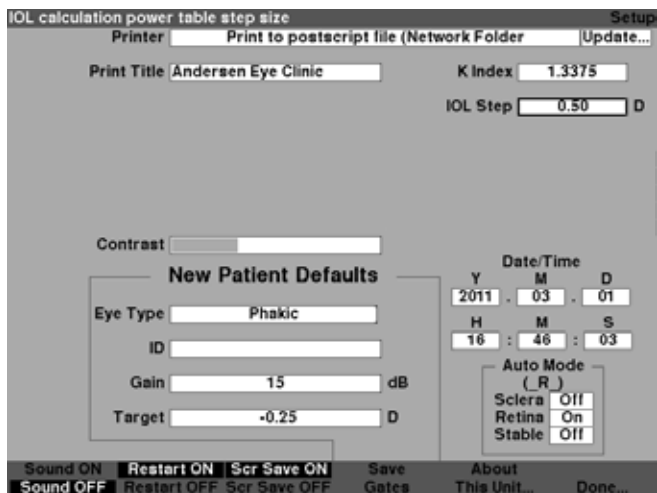 IOL calculation power table step size Setup
Printer Print to postscript file (Network Folder Update...
Print Title Andersen Eye Clinic K Index 1.3375
IOL Step 0.50 D
Contrast
New Patient Defaults
Date/Time
Y M D
2011 . 03 . 01
Eye Type Phakic
H M S
16 : 46 : 03
ID
Auto Mode
(_R_)
Gain 15 dB
Sclera Off
Retina On
Target -0.25 D
Stable Off
Sound ON Restart ON Scr Save ON Save About
Sound OFF Restart OFF Scr Save OFF Gates This Unit... Done...